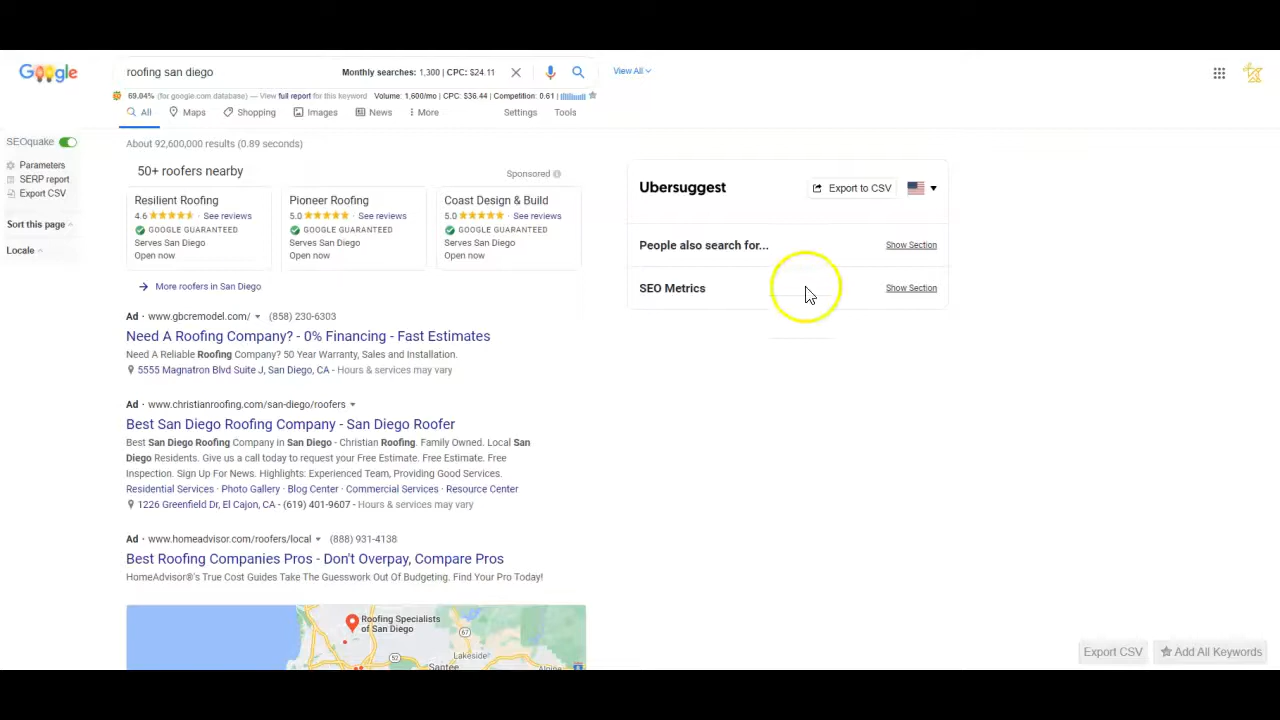 Google
roofing san diego
Monthly searches: 1,300 | CPC: $24.11
View All
69.04% (for google.com database) - View full report for this keyword Volume: 1,600/mo | CPC: $36.44 | Competition: 0.61
All
Maps
Shopping
Images
News
More
Settings
Tools
SEOquake
Parameters
SERP report
Export CSV
Sort this page
Locale
About 92,600,000 results (0.89 seconds)
50+ roofers nearby
Sponsored
Resilient Roofing
4.6 · See reviews
GOOGLE GUARANTEED
Serves San Diego
Open now
Pioneer Roofing
5.0 · See reviews
GOOGLE GUARANTEED
Serves San Diego
Open now
Coast Design & Build
5.0 · See reviews
GOOGLE GUARANTEED
Serves San Diego
Open now
More roofers in San Diego
Ad · www.gbcremodel.com/ (858) 230-6303
Need A Roofing Company? - 0% Financing - Fast Estimates
Need A Reliable Roofing Company? 50 Year Warranty, Sales and Installation.
5555 Magnatron Blvd Suite J, San Diego, CA - Hours & services may vary
Ad · www.christianroofing.com/san-diego/roofers
Best San Diego Roofing Company - San Diego Roofer
Best San Diego Roofing Company in San Diego - Christian Roofing. Family Owned. Local San
Diego Residents. Give us a call today to request your Free Estimate. Free Estimate. Free
Inspection. Sign Up For News. Highlights: Experienced Team, Providing Good Services.
Residential Services · Photo Gallery · Blog Center · Commercial Services · Resource Center
1226 Greenfield Dr, El Cajon, CA - (619) 401-9607 - Hours & services may vary
Ad · www.homeadvisor.com/roofers/local (888) 931-4138
Best Roofing Companies Pros - Don't Overpay, Compare Pros
HomeAdvisor®'s True Cost Guides Take The Guesswork Out Of Budgeting. Find Your Pro Today!
Roofing Specialists
of San Diego
67
Lakeside
52
Santee
Alpine
8
Ubersuggest
Export to CSV
People also search for...
Show Section
SEO Metrics
Show Section
Export CSV
Add All Keywords